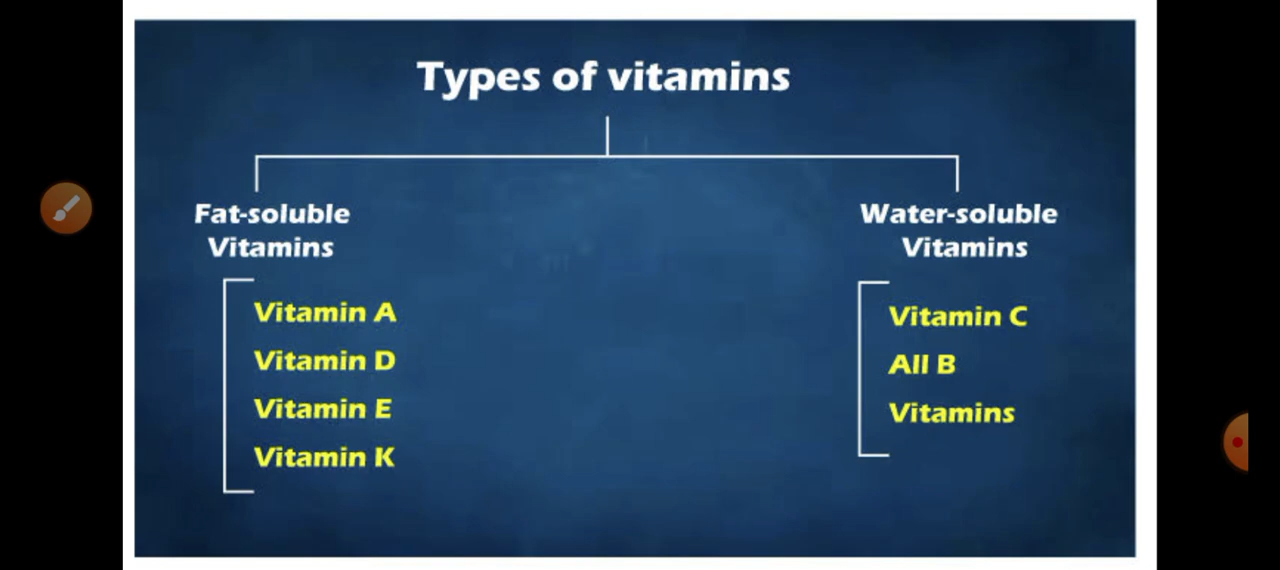 Types of vitamins
Fat-soluble
Vitamins
Vitamin A
Vitamin D
Vitamin E
Vitamin K
Water-soluble
Vitamins
Vitamin C
All B
Vitamins